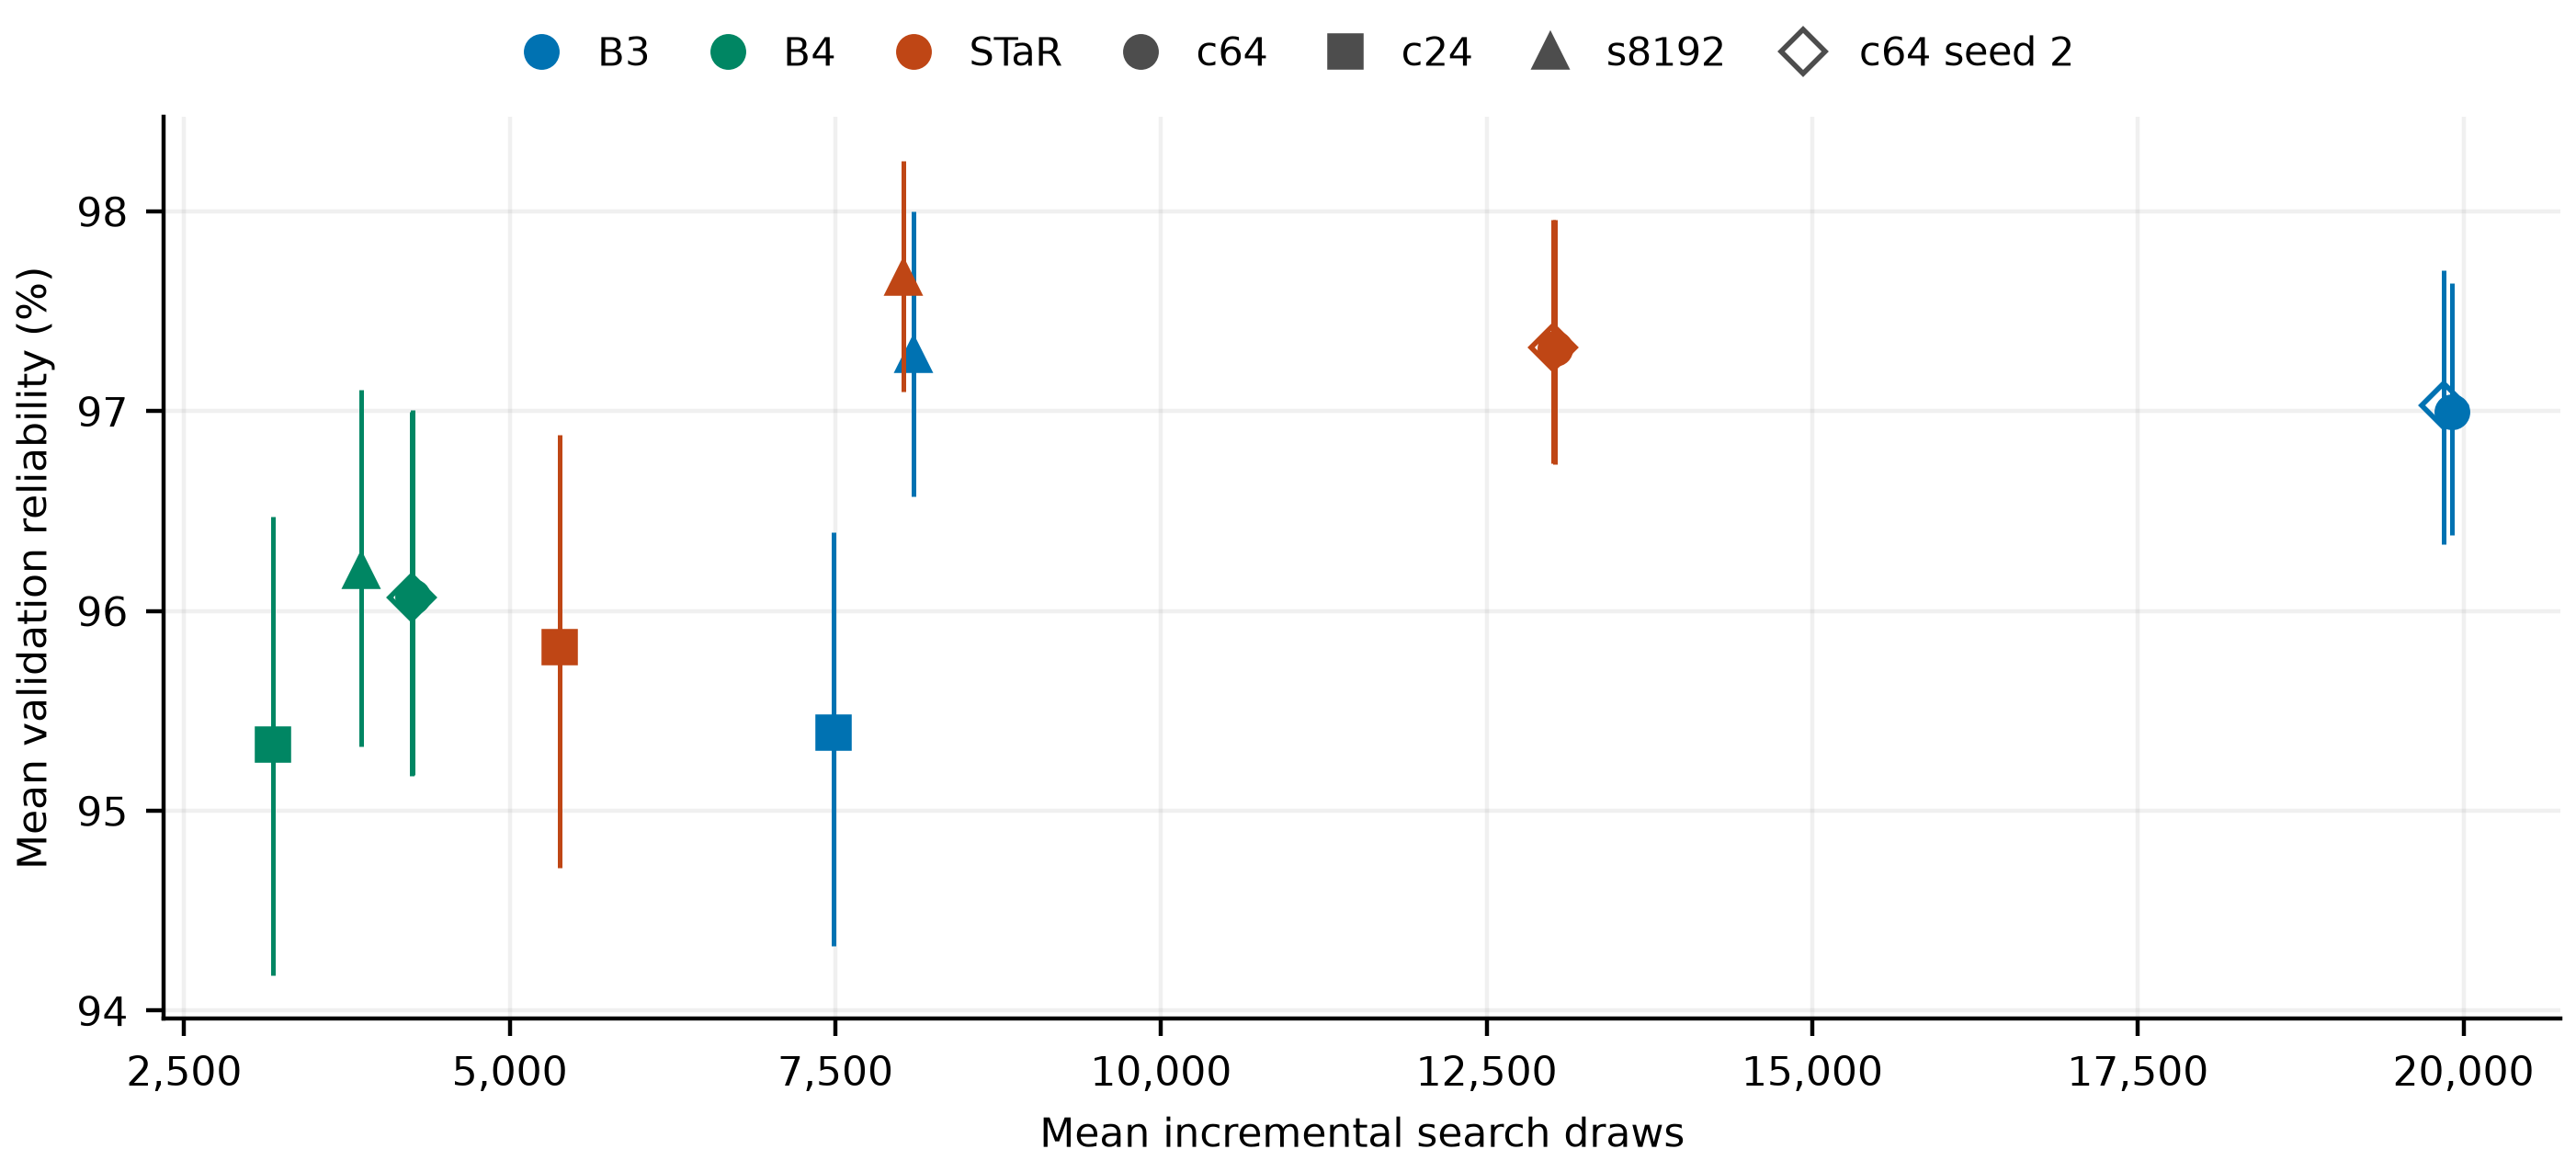 B3 B4 STaR c64 c24 s8192 c64 seed 2
Mean validation reliability (%)
98
97
96
95
94
2,500 5,000 7,500 10,000 12,500 15,000 17,500 20,000
Mean incremental search draws